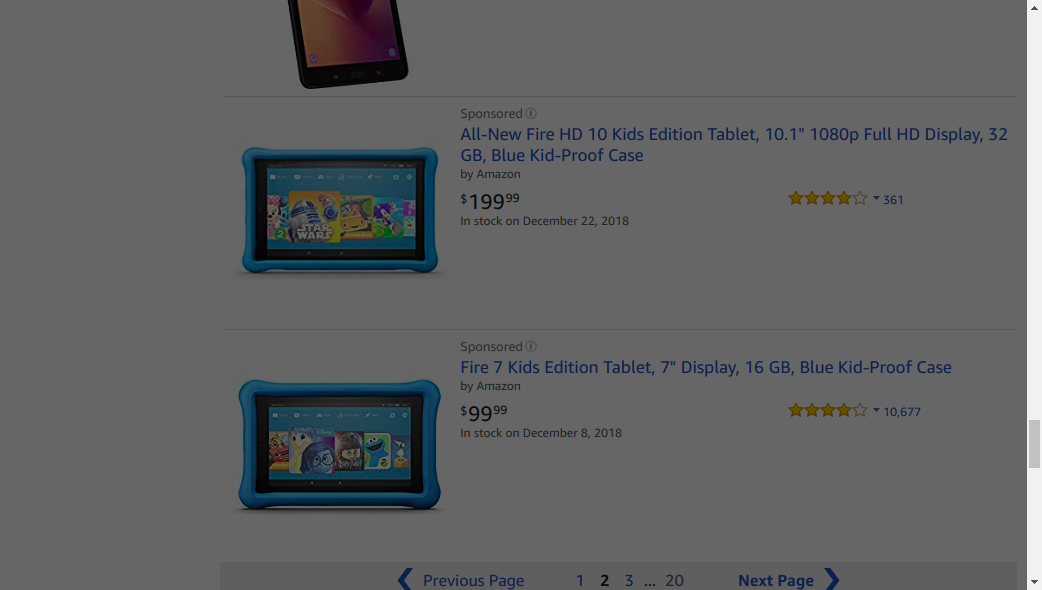 Sponsored
All-New Fire HD 10 Kids Edition Tablet, 10.1" 1080p Full HD Display, 32
GB, Blue Kid-Proof Case
by Amazon
$199 99
361
In stock on December 22, 2018
STAR
WARS
Sponsored
Fire 7 Kids Edition Tablet, 7" Display, 16 GB, Blue Kid-Proof Case
by Amazon
$99 99
10,677
In stock on December 8, 2018
Previous Page 1 2 3 ... 20 Next Page